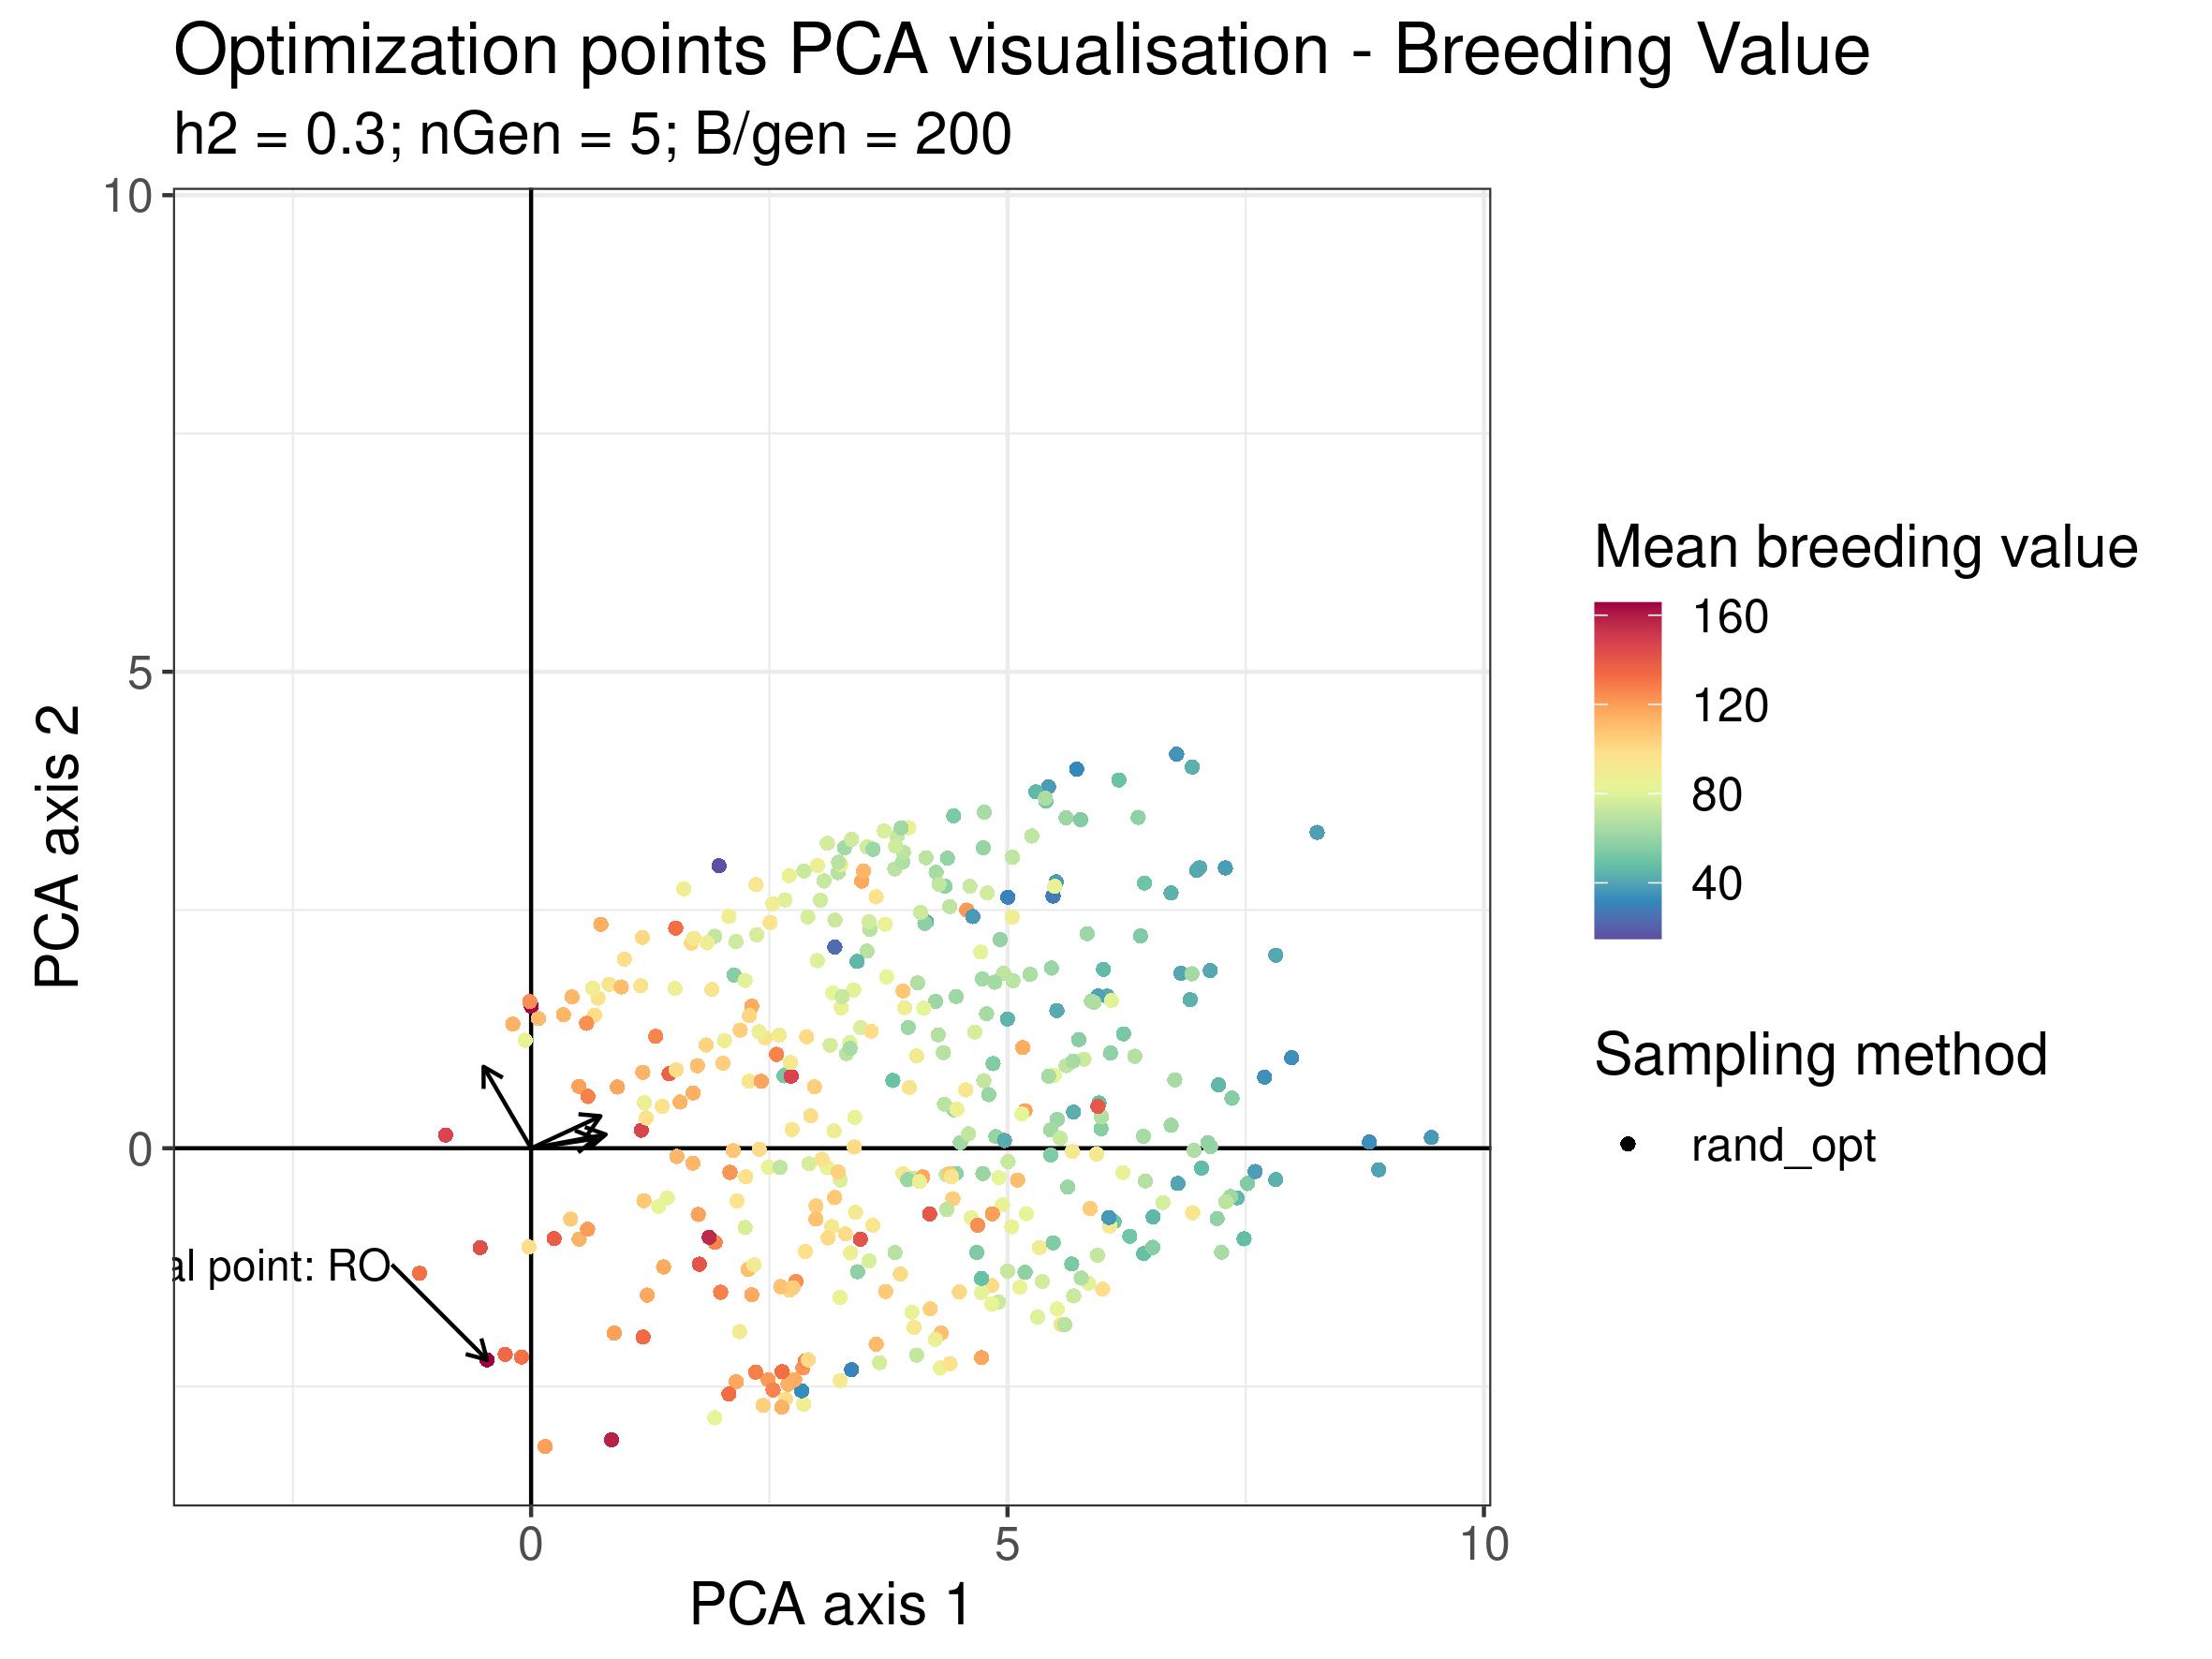 Optimization points PCA visualisation - Breeding Value
h2 = 0.3; nGen = 5; B/gen = 200
10
5
0
PCA axis 2
al point: RO
0
5
10
PCA axis 1
Mean breeding value
160
120
80
40
Sampling method
rand_opt